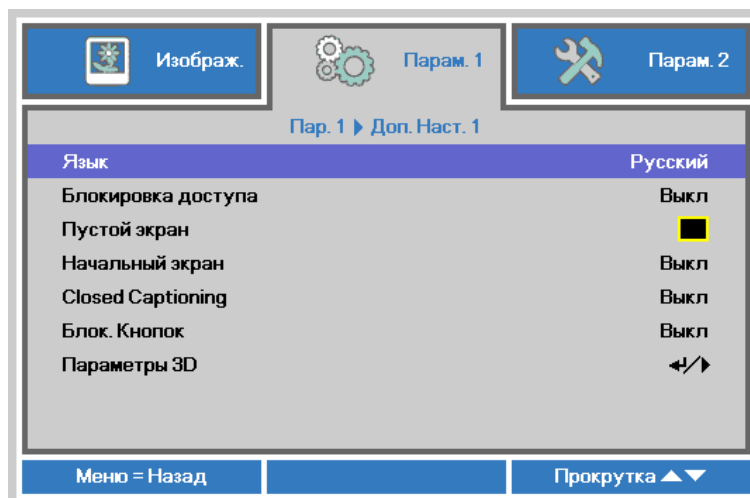 Изображ. Парам. 1 Парам. 2
Пар. 1 Доп. Наст. 1
Язык Русский
Блокировка доступа Выкл
Пустой экран
Начальный экран Выкл
Closed Captioning Выкл
Блок. Кнопок Выкл
Параметры 3D
Меню = Назад Прокрутка